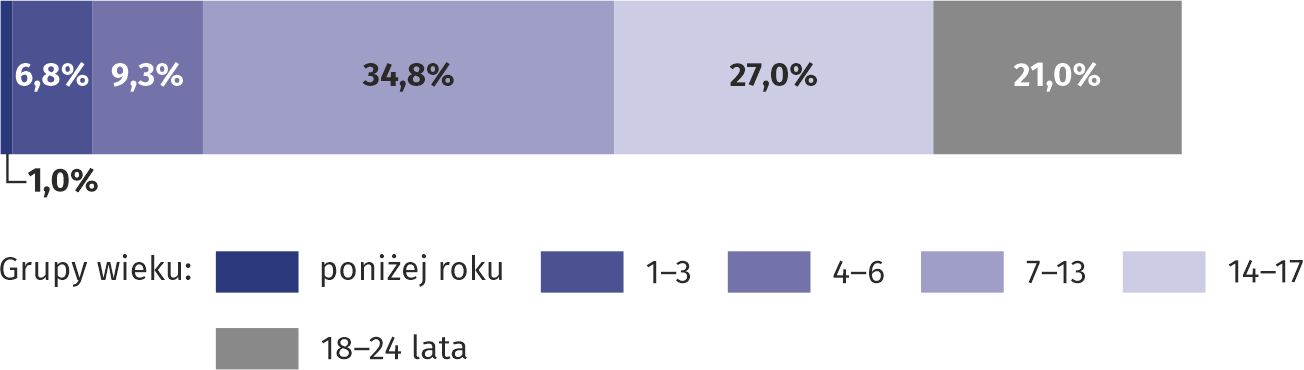 6,8% 9,3% 34,8% 27,0% 21,0%
1,0%
Grupy wieku: poniżej roku 1–3 4–6 7–13 14–17
18–24 lata